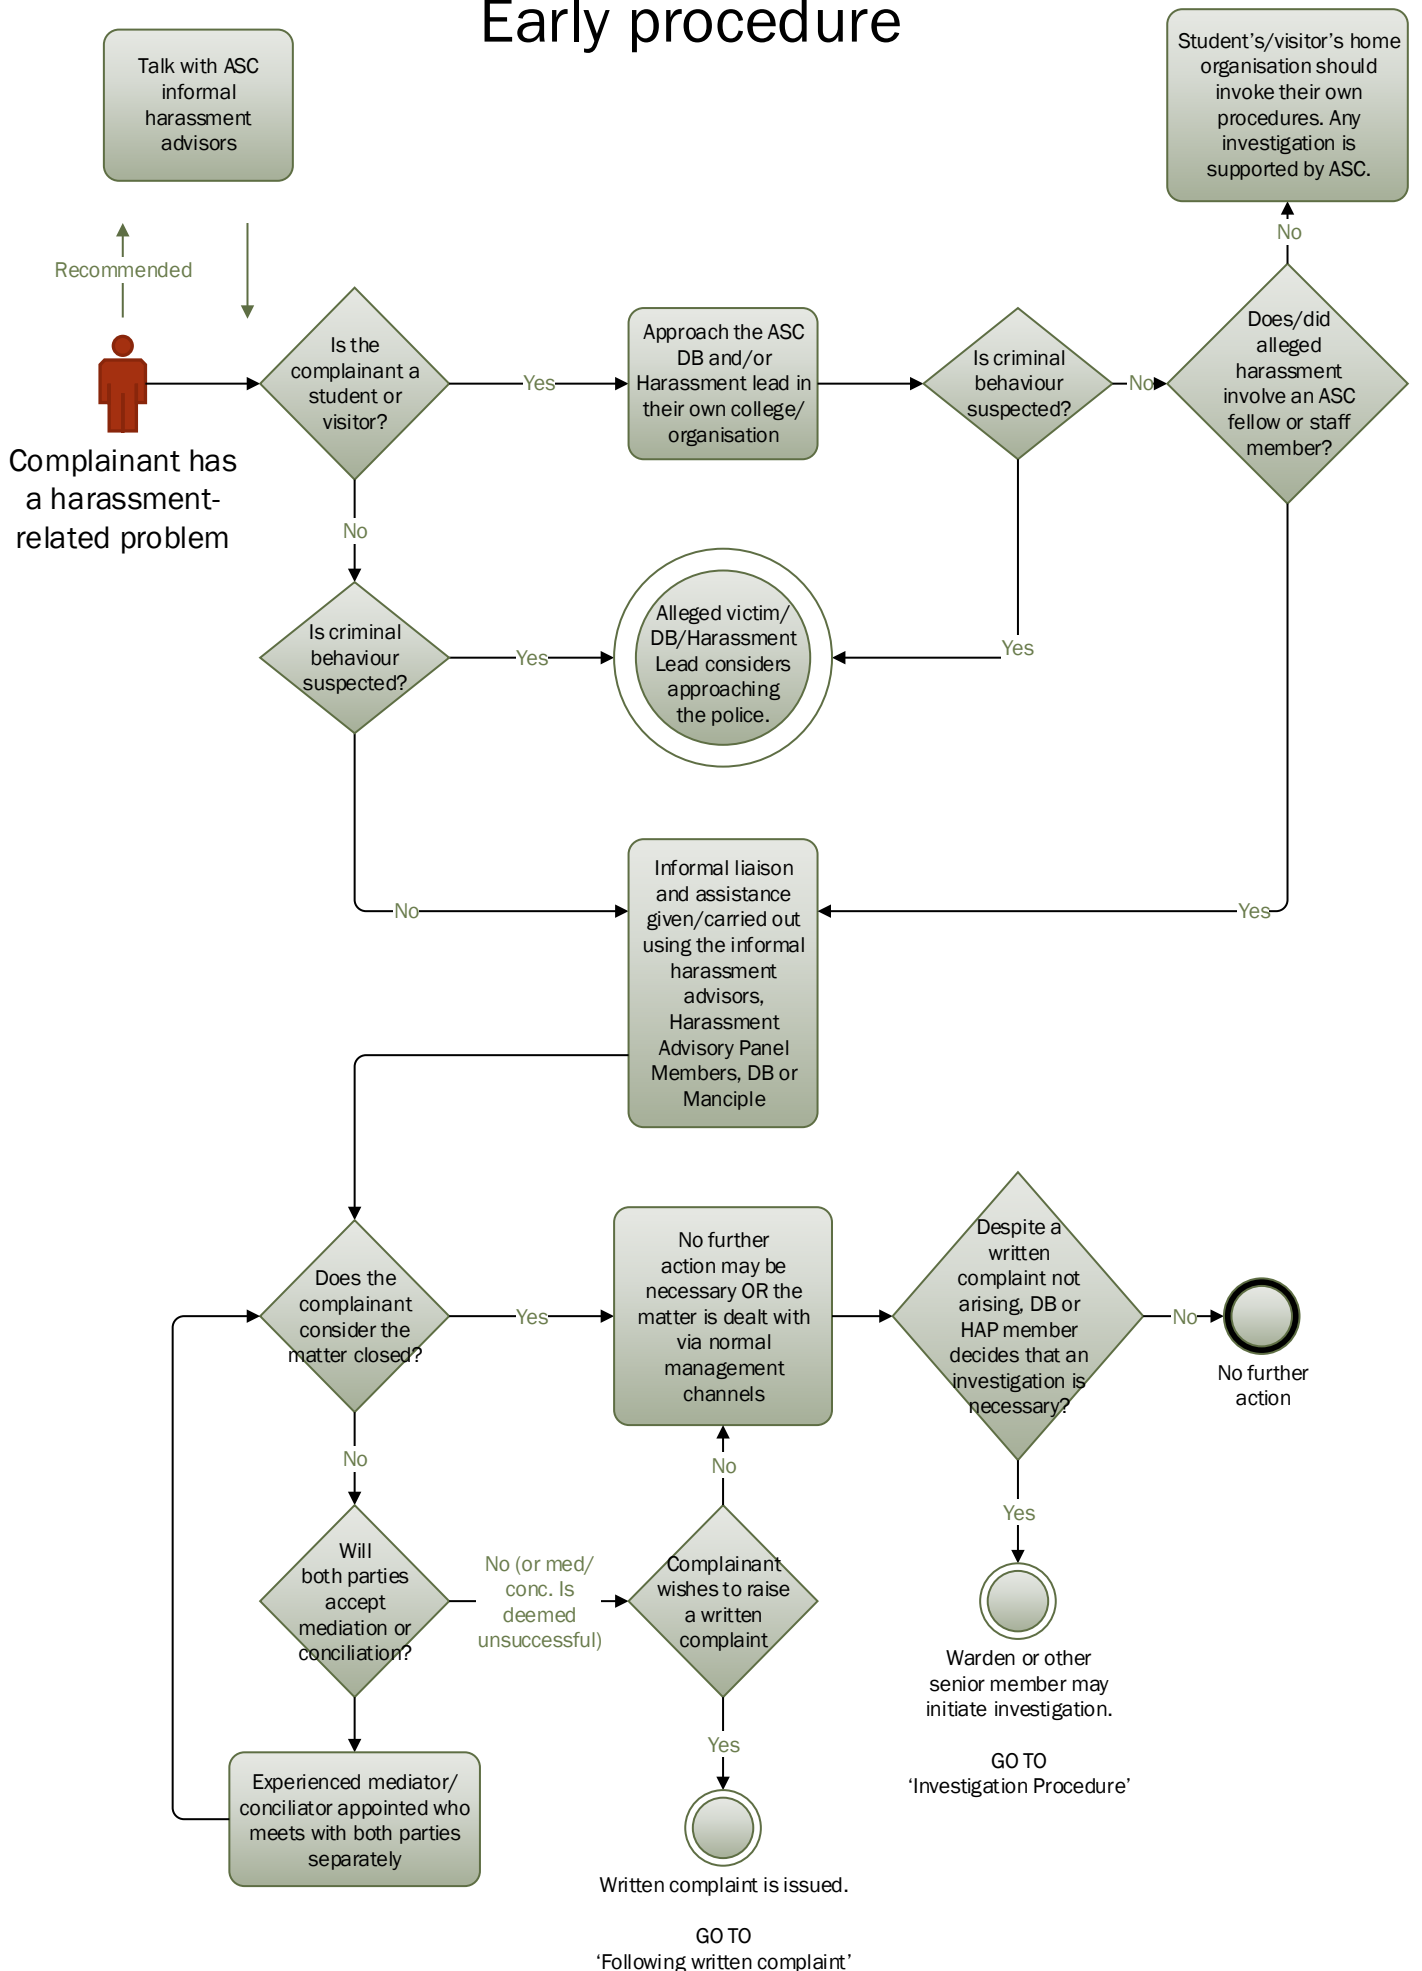 Early procedure
Talk with ASC
informal
harassment
advisors
Student’s/visitor’s home
organisation should
invoke their own
procedures. Any
investigation is
supported by ASC.
No
Recommended
Complainant has
a harassment-
related problem
Is the
complainant a
student or
visitor?
Yes
Approach the ASC
DB and/or
Harassment lead in
their own college/
organisation
Is criminal
behaviour
suspected?
No
Does/did
alleged
harassment
involve an ASC
fellow or staff
member?
No
Is criminal
behaviour
suspected?
Yes
Alleged victim/
DB/Harassment
Lead considers
approaching
the police.
Yes
No
Informal liaison
and assistance
given/carried out
using the informal
harassment
advisors,
Harassment
Advisory Panel
Members, DB or
Manciple
Yes
Does the
complainant
consider the
matter closed?
Yes
No further
action may be
necessary OR the
matter is dealt with
via normal
management
channels
Despite a
written
complaint not
arising, DB or
HAP member
decides that an
investigation is
necessary?
No
No further
action
No
No
Yes
Will
both parties
accept
mediation or
conciliation?
No (or med/
conc. Is
deemed
unsuccessful)
Complainant
wishes to raise
a written
complaint
Warden or other
senior member may
initiate investigation.
GO TO
‘Investigation Procedure’
Yes
Experienced mediator/
conciliator appointed who
meets with both parties
separately
Written complaint is issued.
GO TO
‘Following written complaint’